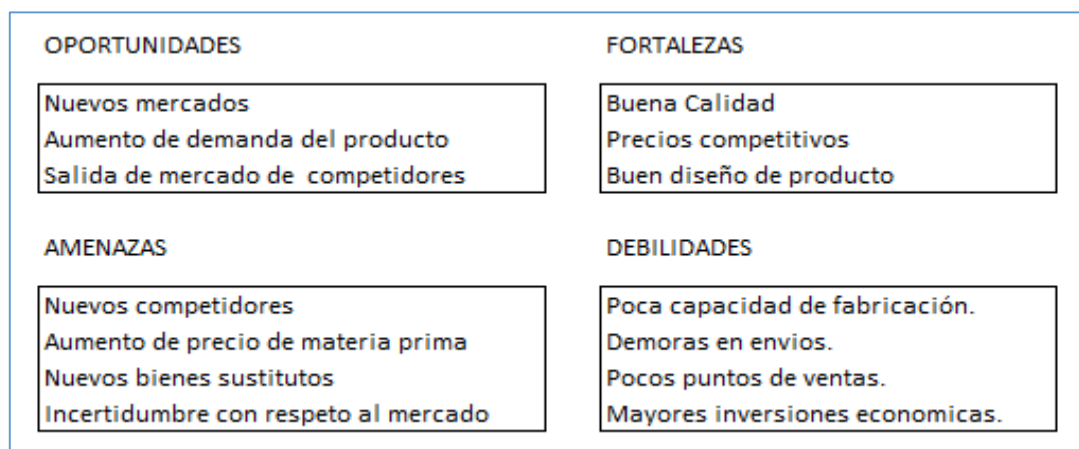 OPORTUNIDADES
Nuevos mercados
Aumento de demanda del producto
Salida de mercado de competidores
FORTALEZAS
Buena Calidad
Precios competitivos
Buen diseño de producto
AMENAZAS
Nuevos competidores
Aumento de precio de materia prima
Nuevos bienes sustitutos
Incertidumbre con respeto al mercado
DEBILIDADES
Poca capacidad de fabricación.
Demoras en envios.
Pocos puntos de ventas.
Mayores inversiones economicas.